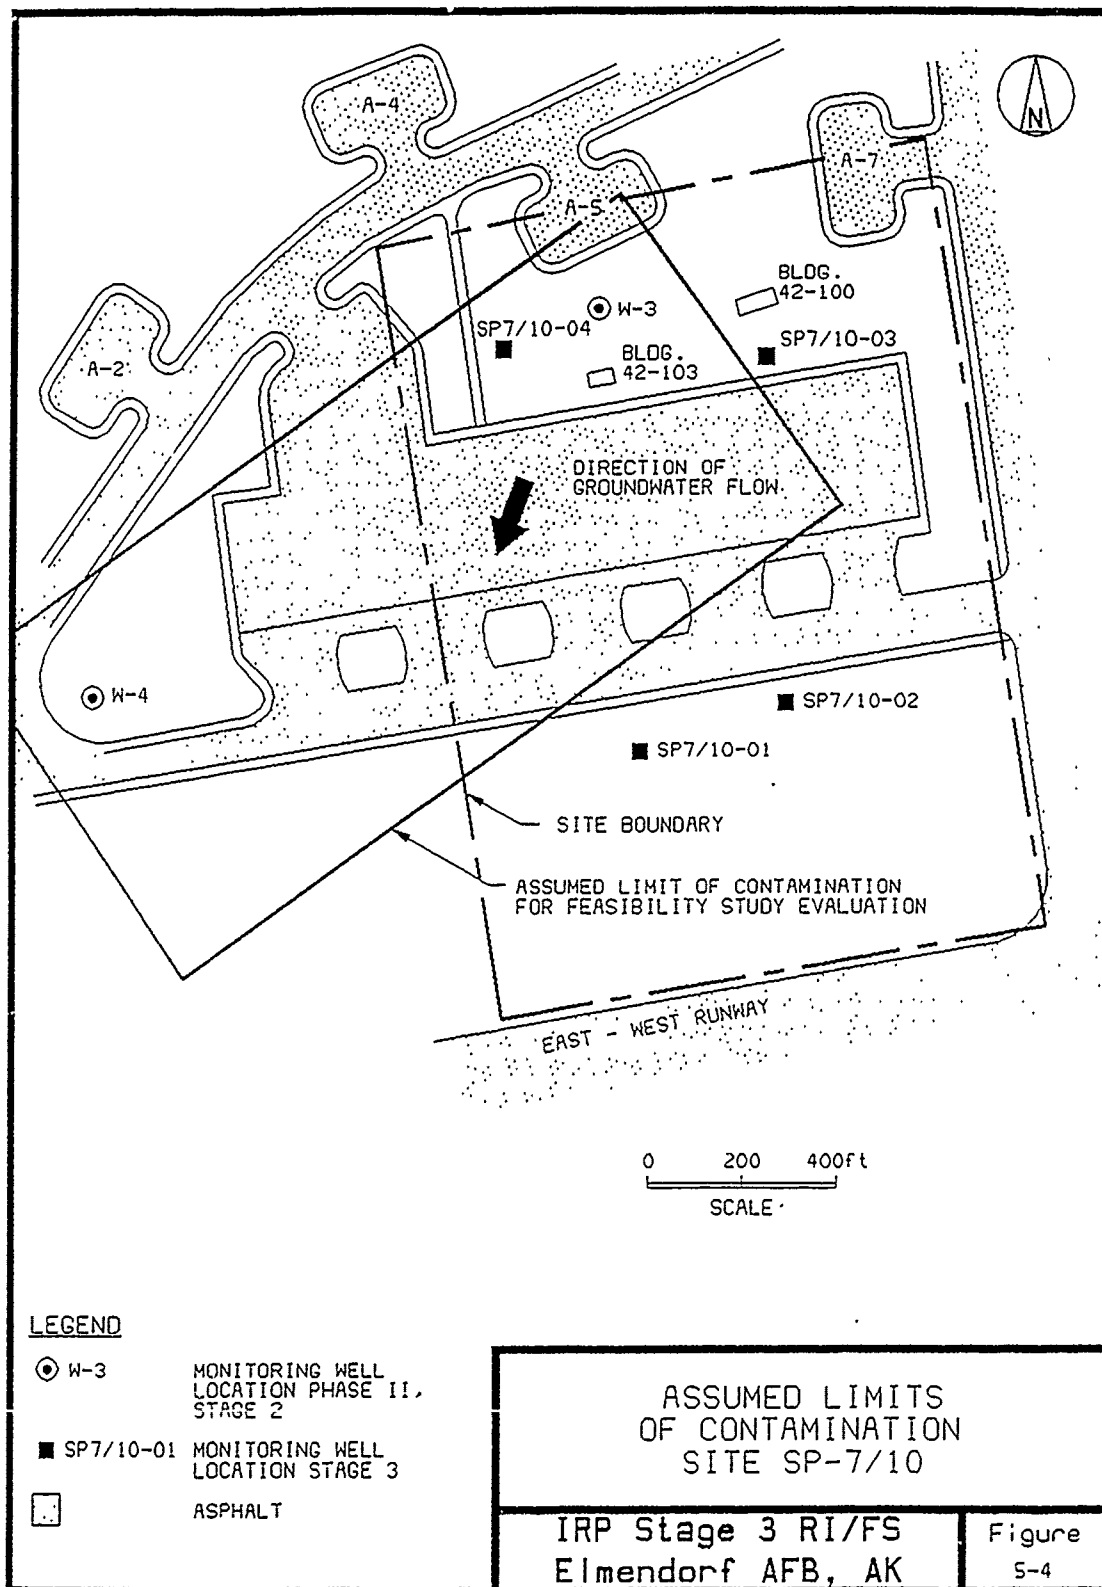 A-4
N
A-7
A-5
BLDG.
42-100
W-3
SP7/10-04
SP7/10-03
BLDG.
42-103
A-2
DIRECTION OF
GROUNDWATER FLOW
W-4
SP7/10-02
SP7/10-01
SITE BOUNDARY
ASSUMED LIMIT OF CONTAMINATION
FOR FEASIBILITY STUDY EVALUATION
EAST - WEST RUNWAY
0 200 400ft
SCALE
LEGEND
W-3 MONITORING WELL
LOCATION PHASE II,
STAGE 2
SP7/10-01 MONITORING WELL
LOCATION STAGE 3
ASPHALT
ASSUMED LIMITS
OF CONTAMINATION
SITE SP-7/10
IRP Stage 3 RI/FS
Elmendorf AFB, AK
Figure
5-4